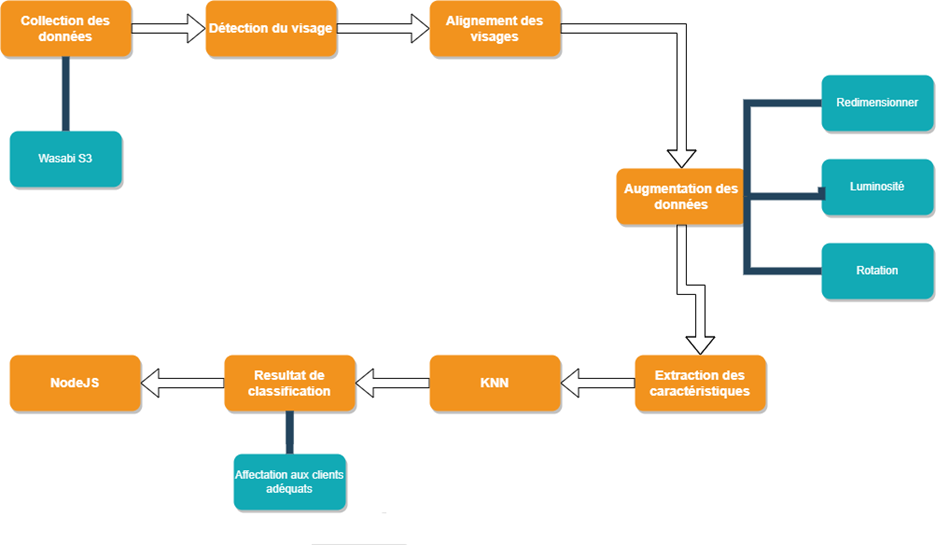 Collection des
données
Détection du visage
Alignement des
visages
Wasabi S3
Redimensionner
Luminosité
Rotation
Augmentation des
données
NodeJS
Resultat de
classification
KNN
Extraction des
caractéristiques
Affectation aux clients
adéquats